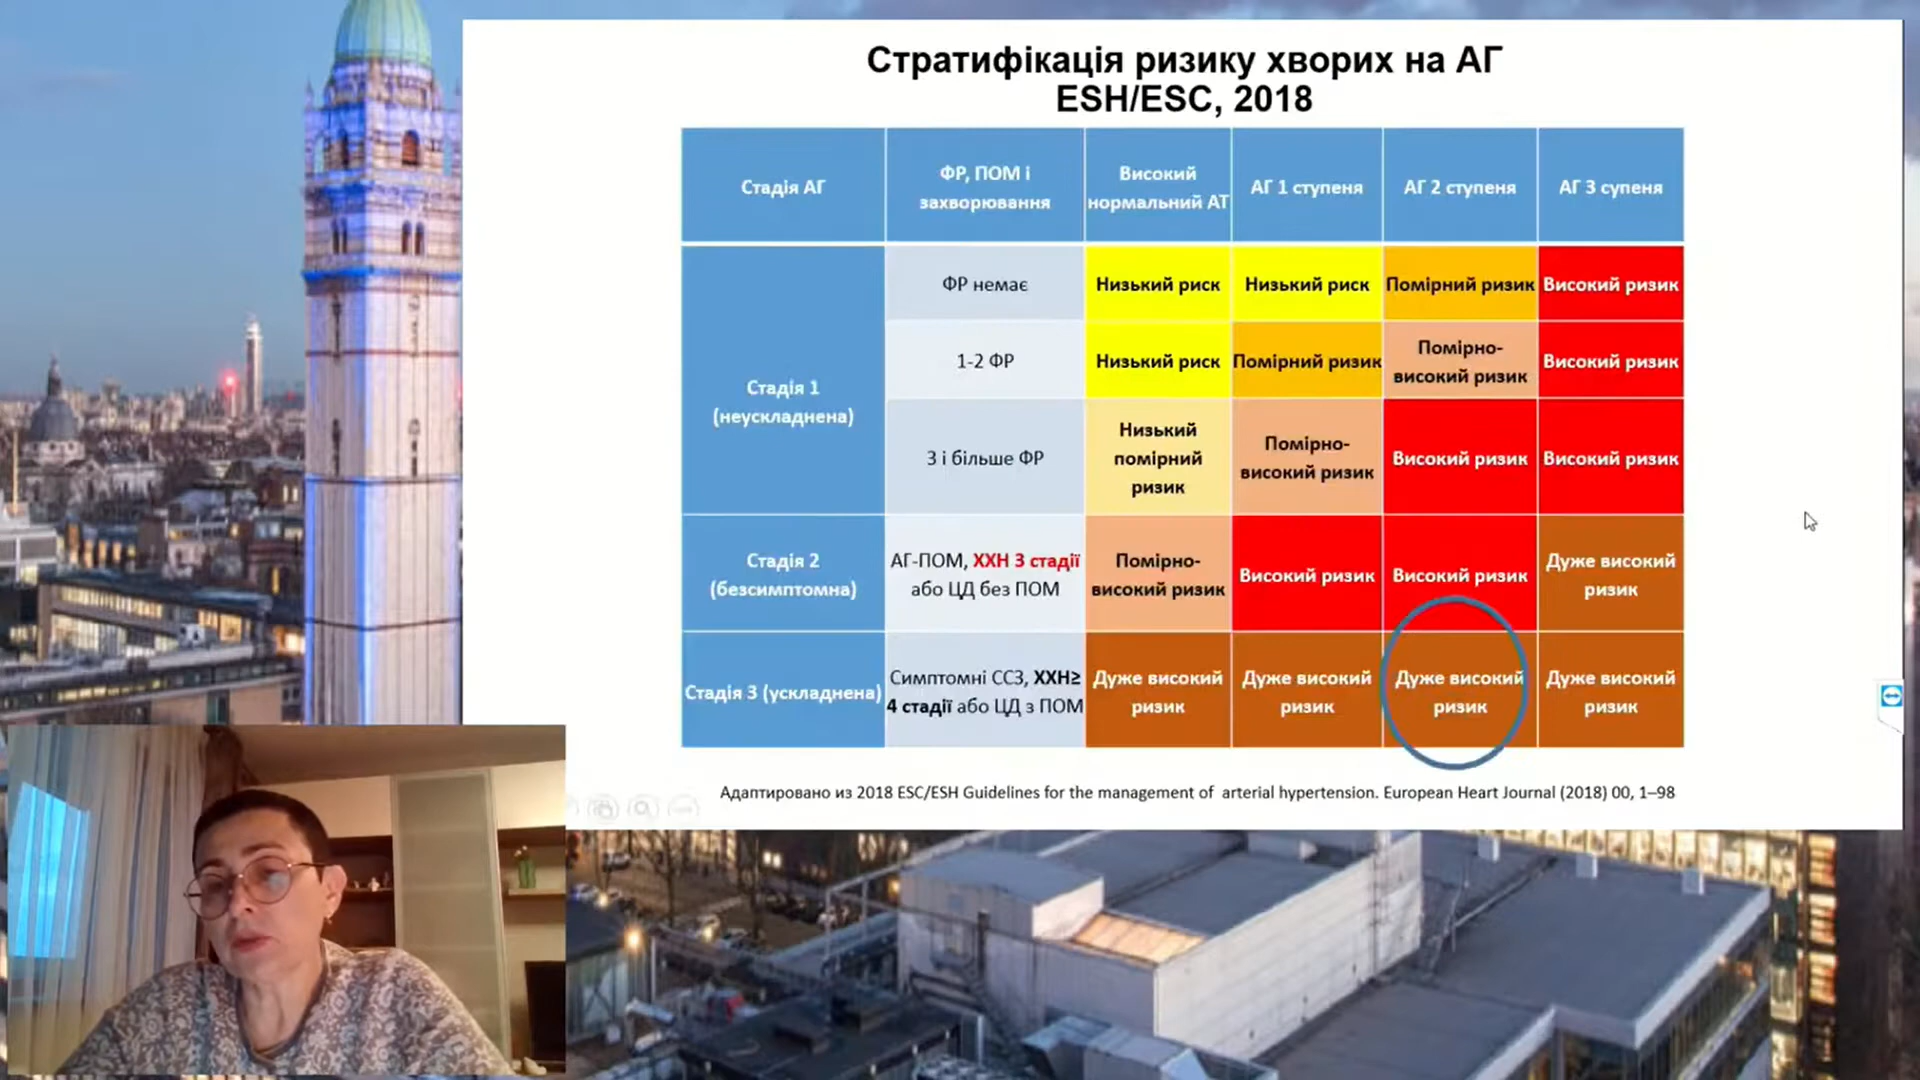 Стратифікація ризику хворих на АГ
ESH/ESC, 2018
Стадія АГ
ФР, ПОМ і
захворювання
Високий
нормальний АТ
АГ 1 ступеня
АГ 2 ступеня
АГ 3 супеня
Стадія 1
(неускладнена)
ФР немає
Низький риск
Низький риск
Помірний ризик
Високий ризик
1-2 ФР
Низький риск
Помірний ризик
Помірно-
високий ризик
Високий ризик
3 і більше ФР
Низький
помірний
ризик
Помірно-
високий ризик
Високий ризик
Високий ризик
Стадія 2
(безсимптомна)
АГ-ПОМ, ХХН 3 стадії
або ЦД без ПОМ
Помірно-
високий ризик
Високий ризик
Високий ризик
Дуже високий
ризик
Стадія 3 (ускладнена)
Симптомні ССЗ, ХХН≥
4 стадії або ЦД з ПОМ
Дуже високий
ризик
Дуже високий
ризик
Дуже високий
ризик
Дуже високий
ризик
Адаптировано из 2018 ESC/ESH Guidelines for the management of arterial hypertension. European Heart Journal (2018) 00, 1–98